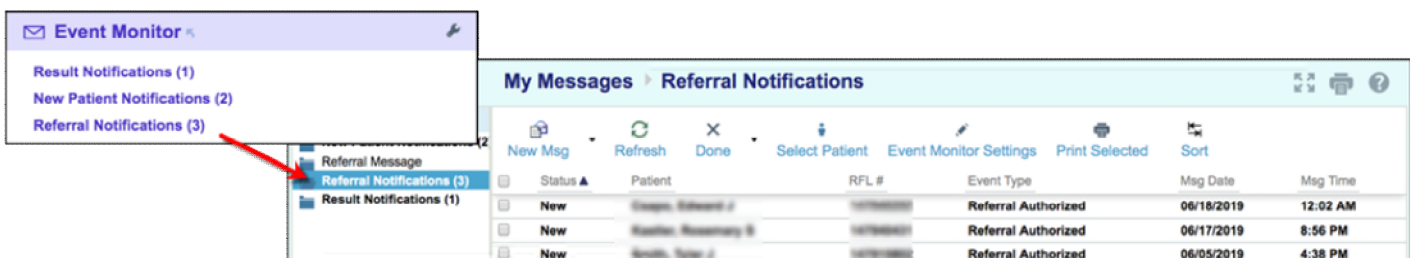 Event Monitor
Result Notifications (1)
New Patient Notifications (2)
Referral Notifications (3)
My Messages Referral Notifications
New Msg Refresh Done Select Patient Event Monitor Settings Print Selected Sort
(2
Referral Message
Referral Notifications (3)
Result Notifications (1)
Status Patient RFL # Event Type Msg Date Msg Time
New Referral Authorized 06/18/2019 12:02 AM
New Referral Authorized 06/17/2019 8:56 PM
New Referral Authorized 06/05/2019 4:38 PM